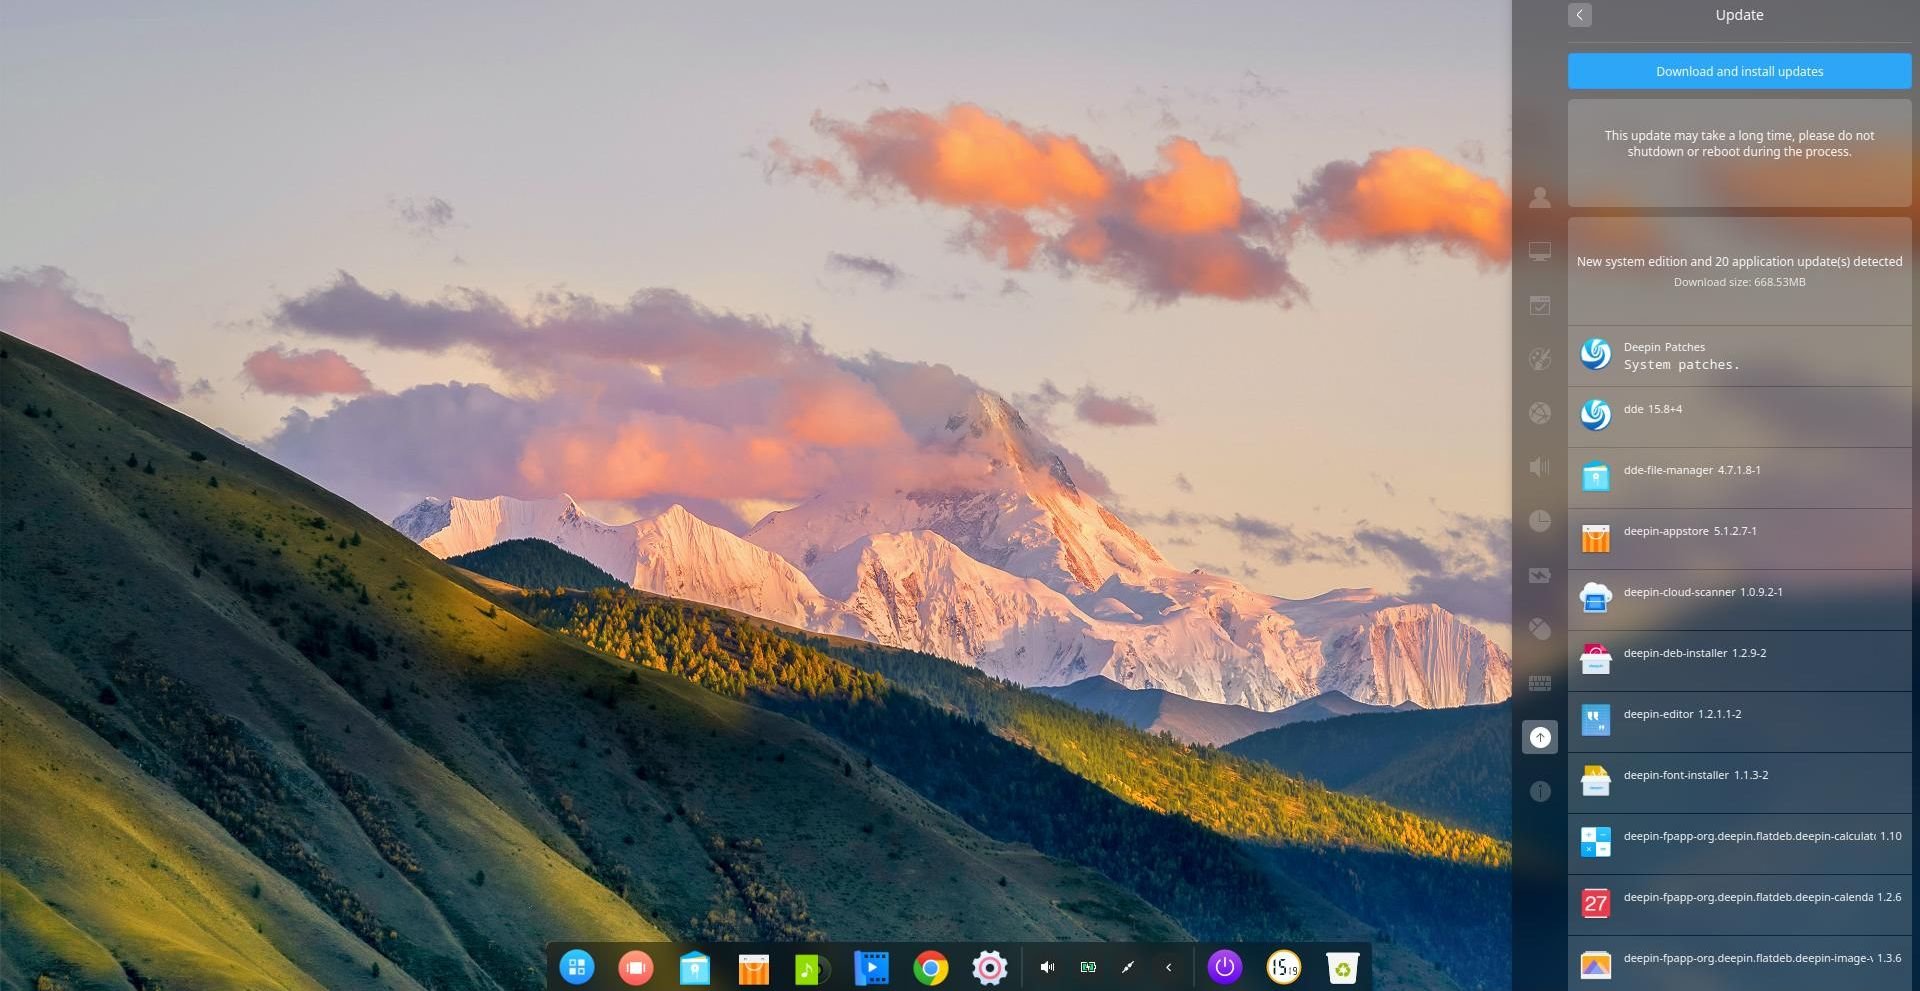 Update
Download and install updates
This update may take a long time, please do not
shutdown or reboot during the process.
New system edition and 20 application update(s) detected
Download size: 668.53MB
Deepin Patches
System patches.
dde 15.8+4
dde-file-manager 4.7.1.8-1
deepin-appstore 5.1.2.7-1
deepin-cloud-scanner 1.0.9.2-1
deepin-deb-installer 1.2.9-2
deepin-editor 1.2.1.1-2
deepin-font-installer 1.1.3-2
deepin-fpapp-org.deepin.flatdeb.deepin-calculat 1.10
27
deepin-fpapp-org.deepin.flatdeb.deepin-calenda 1.2.6
deepin-fpapp-org.deepin.flatdeb.deepin-image-v 1.3.6
15 19